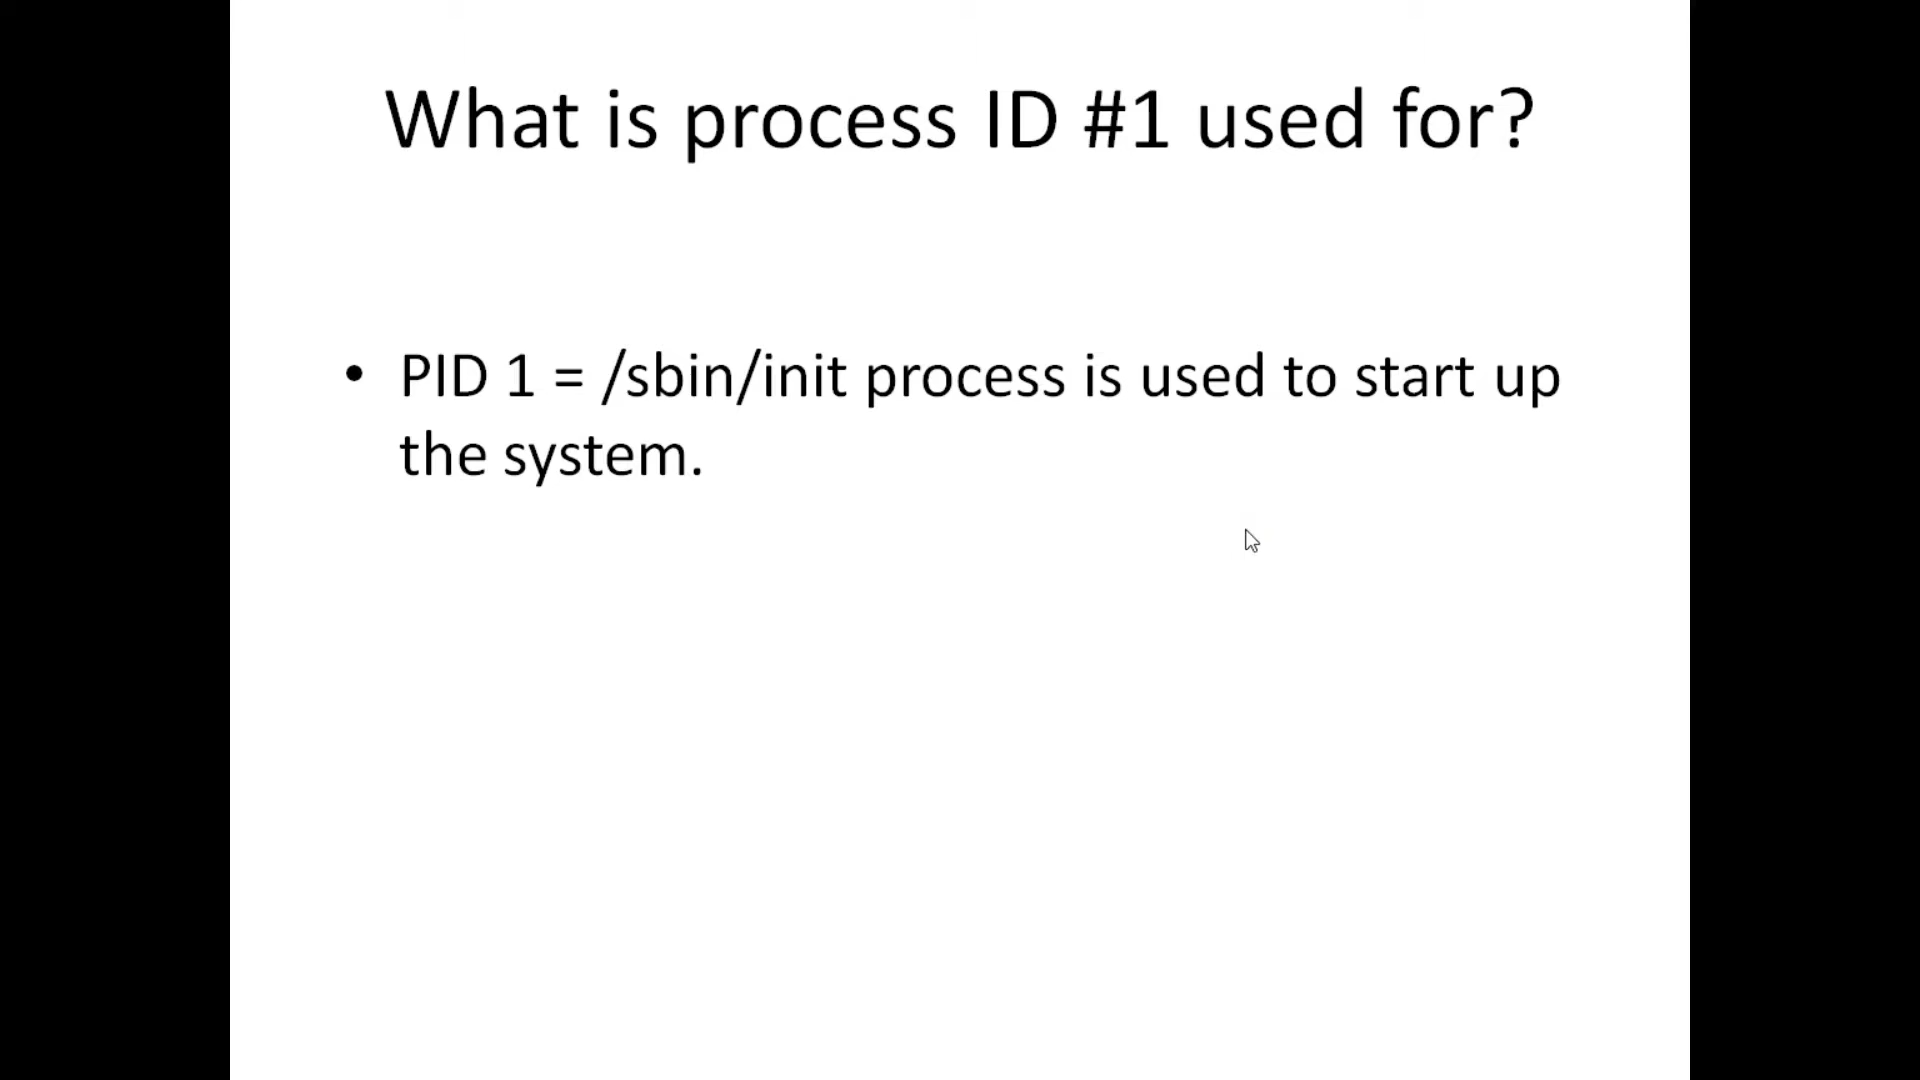 What is process ID #1 used for?
• PID 1 = /sbin/init process is used to start up
the system.